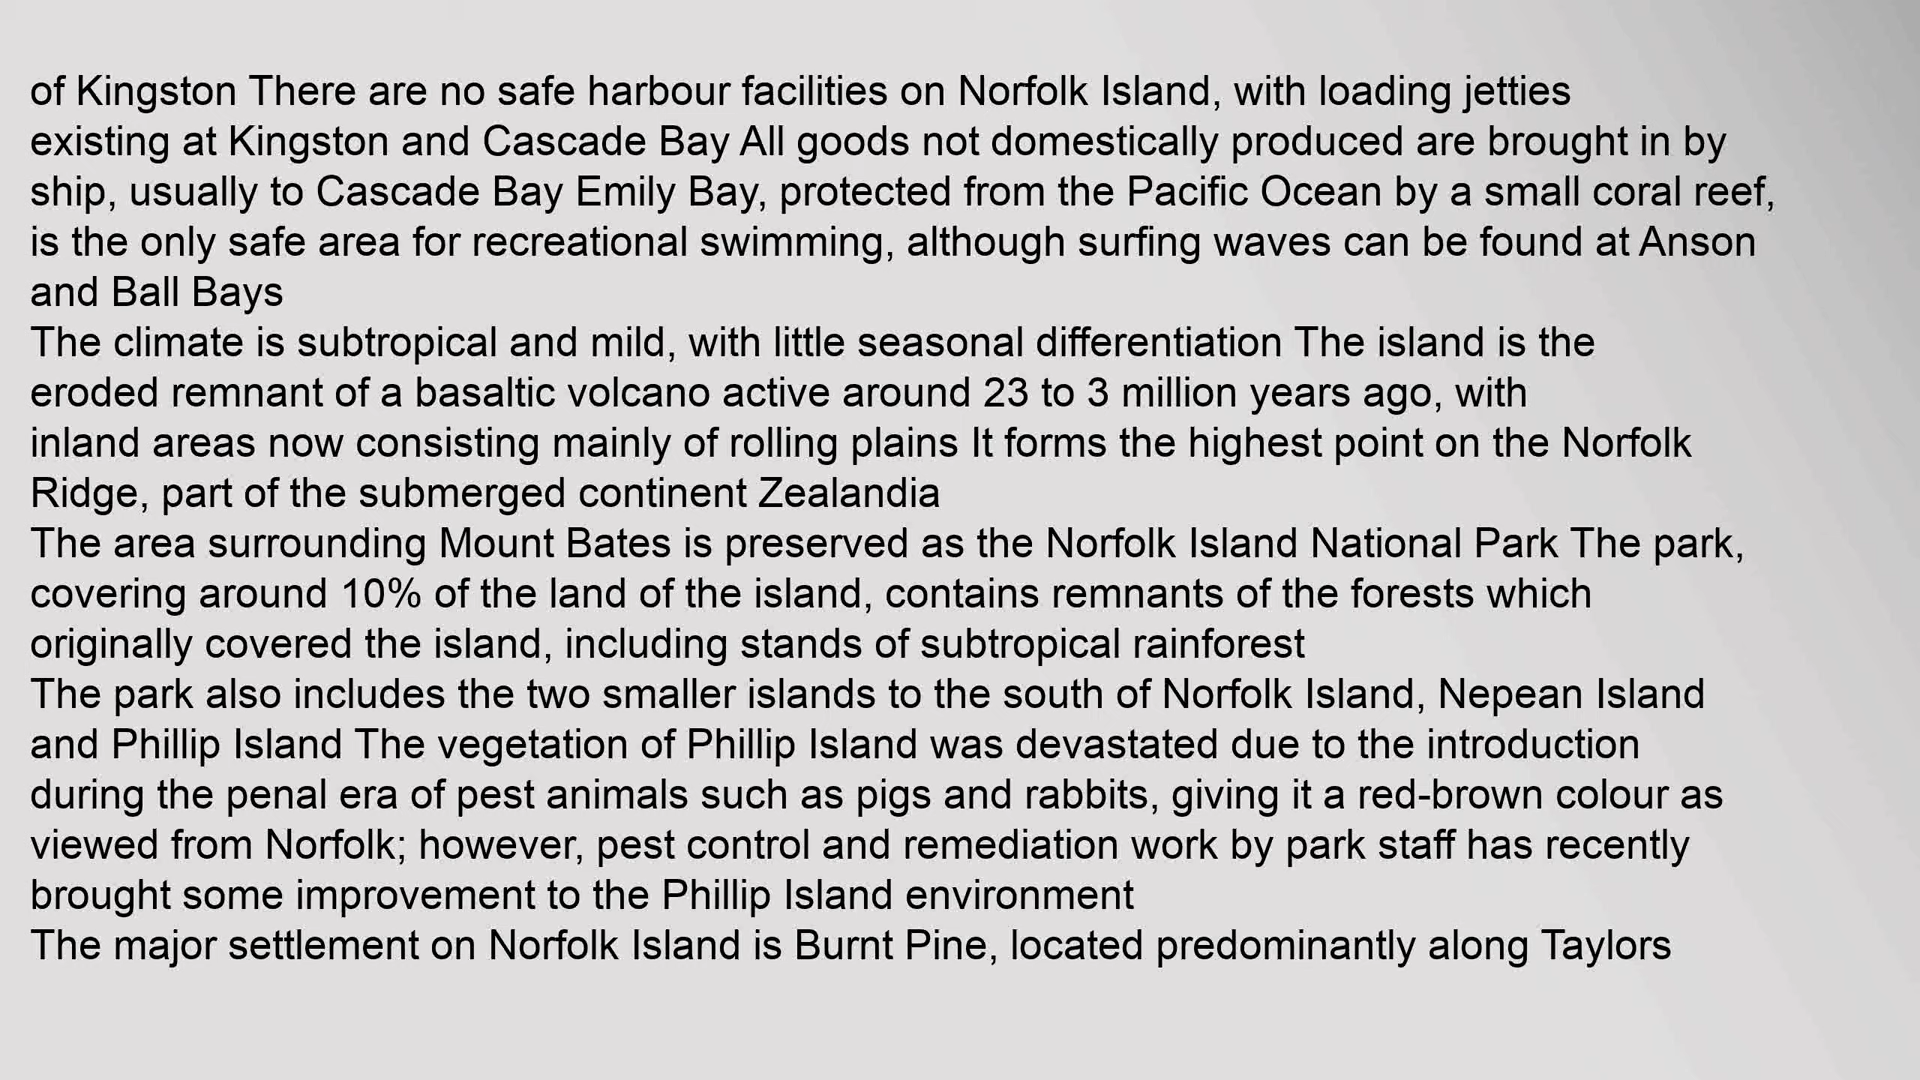 of Kingston There are no safe harbour facilities on Norfolk Island, with loading jetties
existing at Kingston and Cascade Bay All goods not domestically produced are brought in by
ship, usually to Cascade Bay Emily Bay, protected from the Pacific Ocean by a small coral reef,
is the only safe area for recreational swimming, although surfing waves can be found at Anson
and Ball Bays
The climate is subtropical and mild, with little seasonal differentiation The island is the
eroded remnant of a basaltic volcano active around 23 to 3 million years ago, with
inland areas now consisting mainly of rolling plains It forms the highest point on the Norfolk
Ridge, part of the submerged continent Zealandia
The area surrounding Mount Bates is preserved as the Norfolk Island National Park The park,
covering around 10% of the land of the island, contains remnants of the forests which
originally covered the island, including stands of subtropical rainforest
The park also includes the two smaller islands to the south of Norfolk Island, Nepean Island
and Phillip Island The vegetation of Phillip Island was devastated due to the introduction
during the penal era of pest animals such as pigs and rabbits, giving it a red-brown colour as
viewed from Norfolk; however, pest control and remediation work by park staff has recently
brought some improvement to the Phillip Island environment
The major settlement on Norfolk Island is Burnt Pine, located predominantly along Taylors